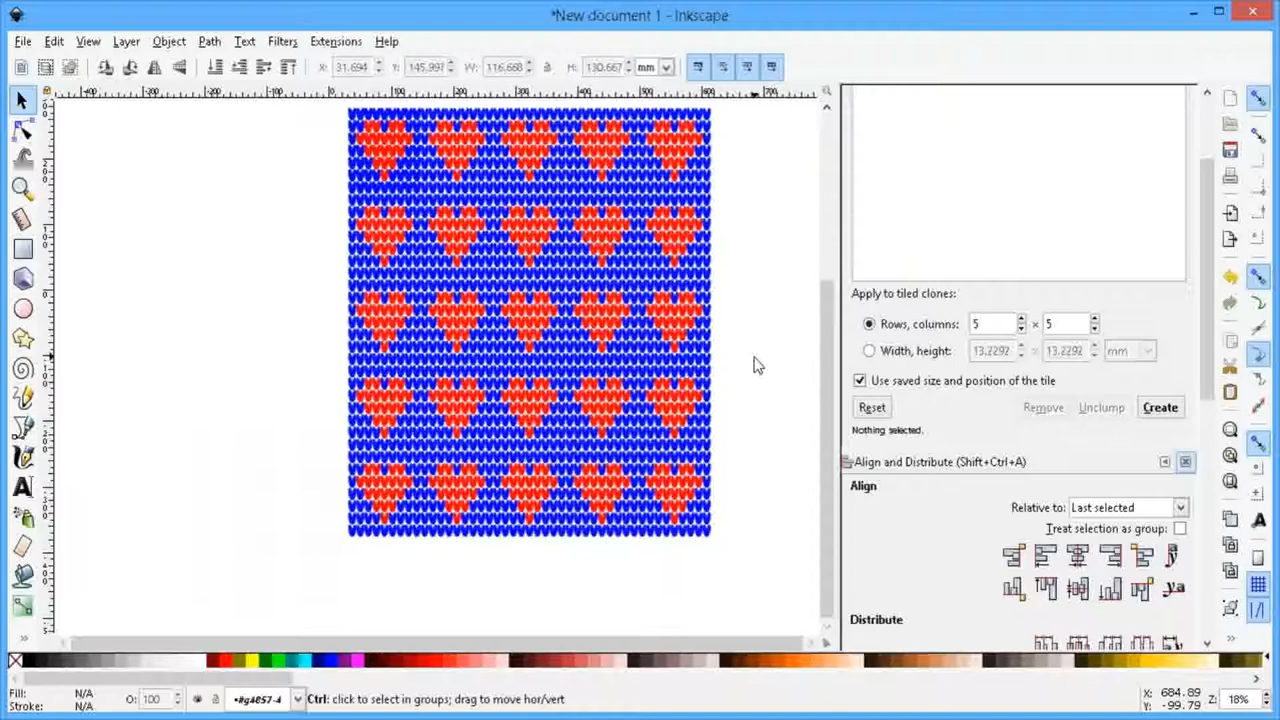 *New document 1 - Inkscape
File Edit View Layer Object Path Text Filters Extensions Help
X: 31.694 Y: 145.991 W: 116.668 H: 130.667 mm
Apply to tiled clones:
Rows, columns: 5 × 5
Width, height: 13.2292 × 13.2292 mm
Use saved size and position of the tile
Reset Remove Unclump Create
Nothing selected.
Align and Distribute (Shift+Ctrl+A)
Align
Relative to: Last selected
Treat selection as group:
Distribute
Fill: N/A
Stroke: N/A
O: 100
•#g4857-4
Ctrl: click to select in groups; drag to move hor/vert
X: 684.89
Y: -99.79
Z: 18%